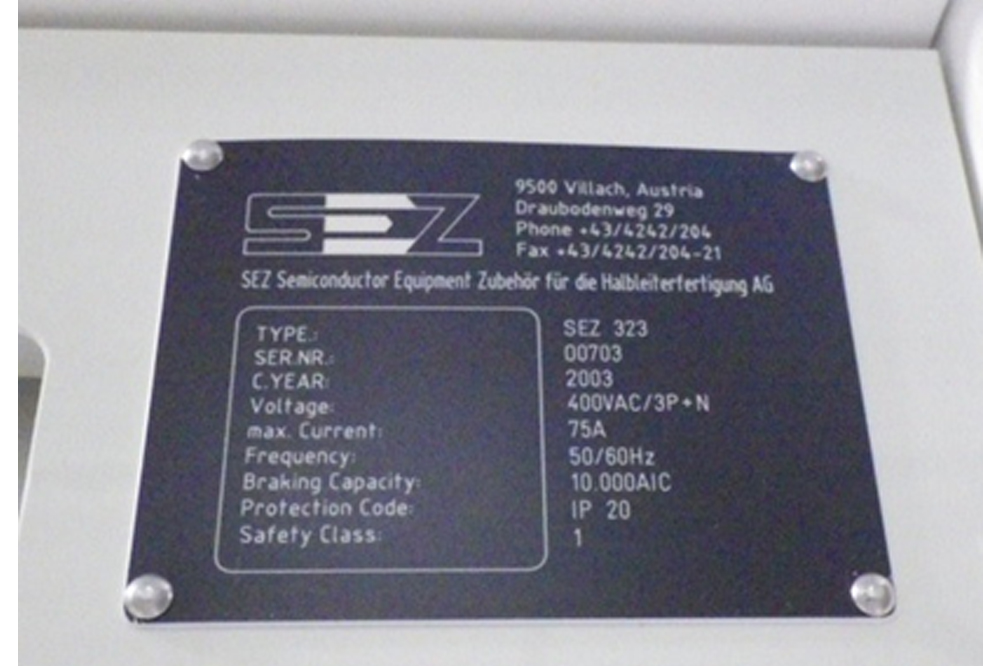 SEZ
9500 Villach, Austria
Draubodenweg 29
Phone +43/4242/204
Fax +43/4242/204-21
SEZ Semiconductor Equipment Zubehör für die Halbleiterfertigung AG
TYPE.: SEZ 323
SER.NR.: 00703
C.YEAR: 2003
Voltage: 400VAC/3P+N
max. Current: 75A
Frequency: 50/60Hz
Braking Capacity: 10.000AIC
Protection Code: IP 20
Safety Class: 1